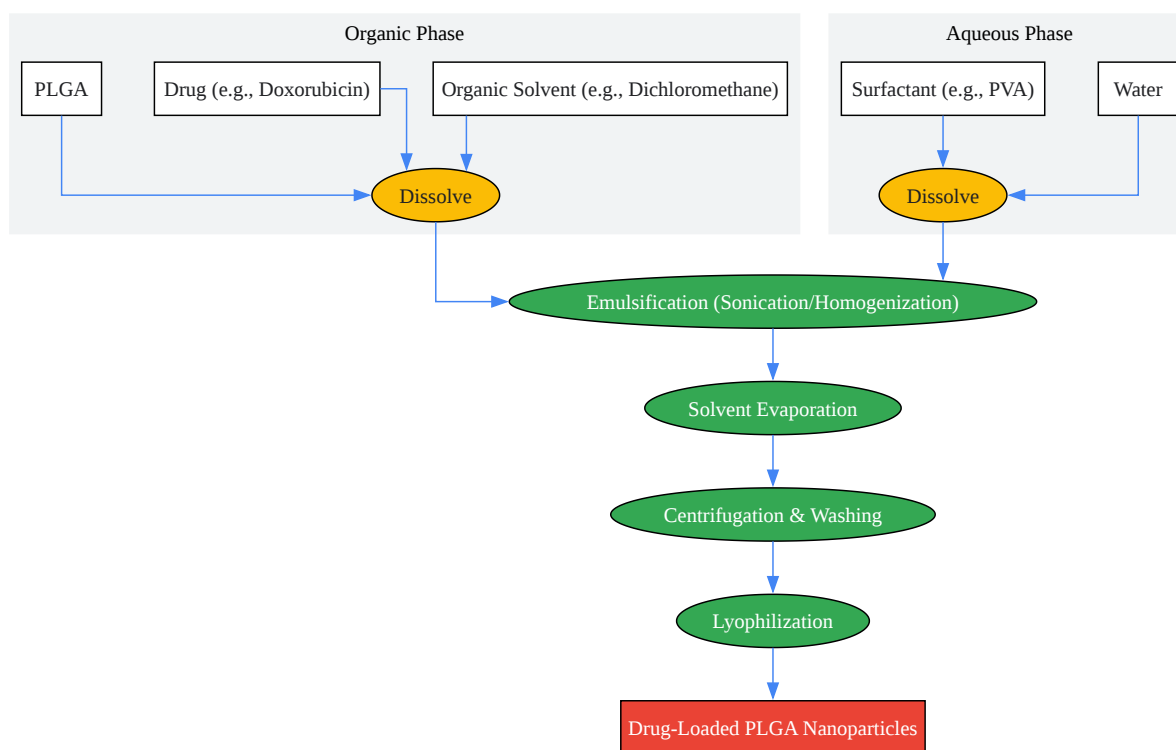 Organic Phase
Aqueous Phase
PLGA
Drug (e.g., Doxorubicin)
Organic Solvent (e.g., Dichloromethane)
Surfactant (e.g., PVA)
Water
Dissolve
Dissolve
Emulsification (Sonication/Homogenization)
Solvent Evaporation
Centrifugation & Washing
Lyophilization
Drug-Loaded PLGA Nanoparticles